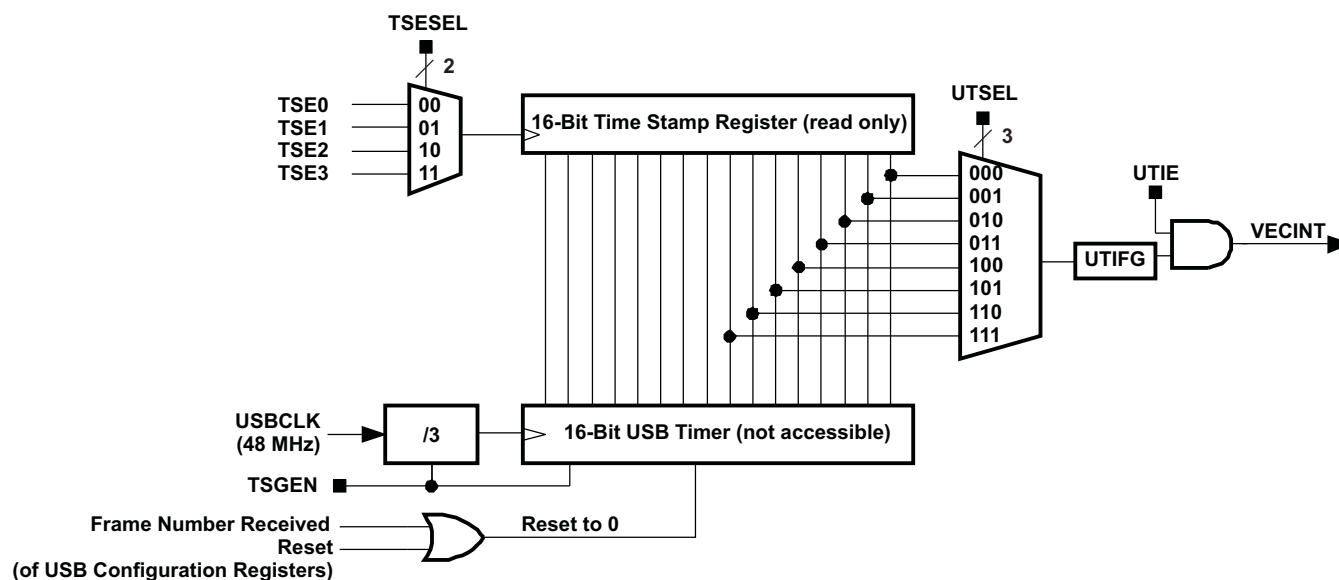 TSESEL
2
TSE0
TSE1
TSE2
TSE3
00
01
10
11
16-Bit Time Stamp Register (read only)
UTSEL
3
000
001
010
011
100
101
110
111
UTIE
UTIFG
VECINT
USBCLK
(48 MHz)
/3
16-Bit USB Timer (not accessible)
TSGEN
Frame Number Received
Reset
(of USB Configuration Registers)
Reset to 0